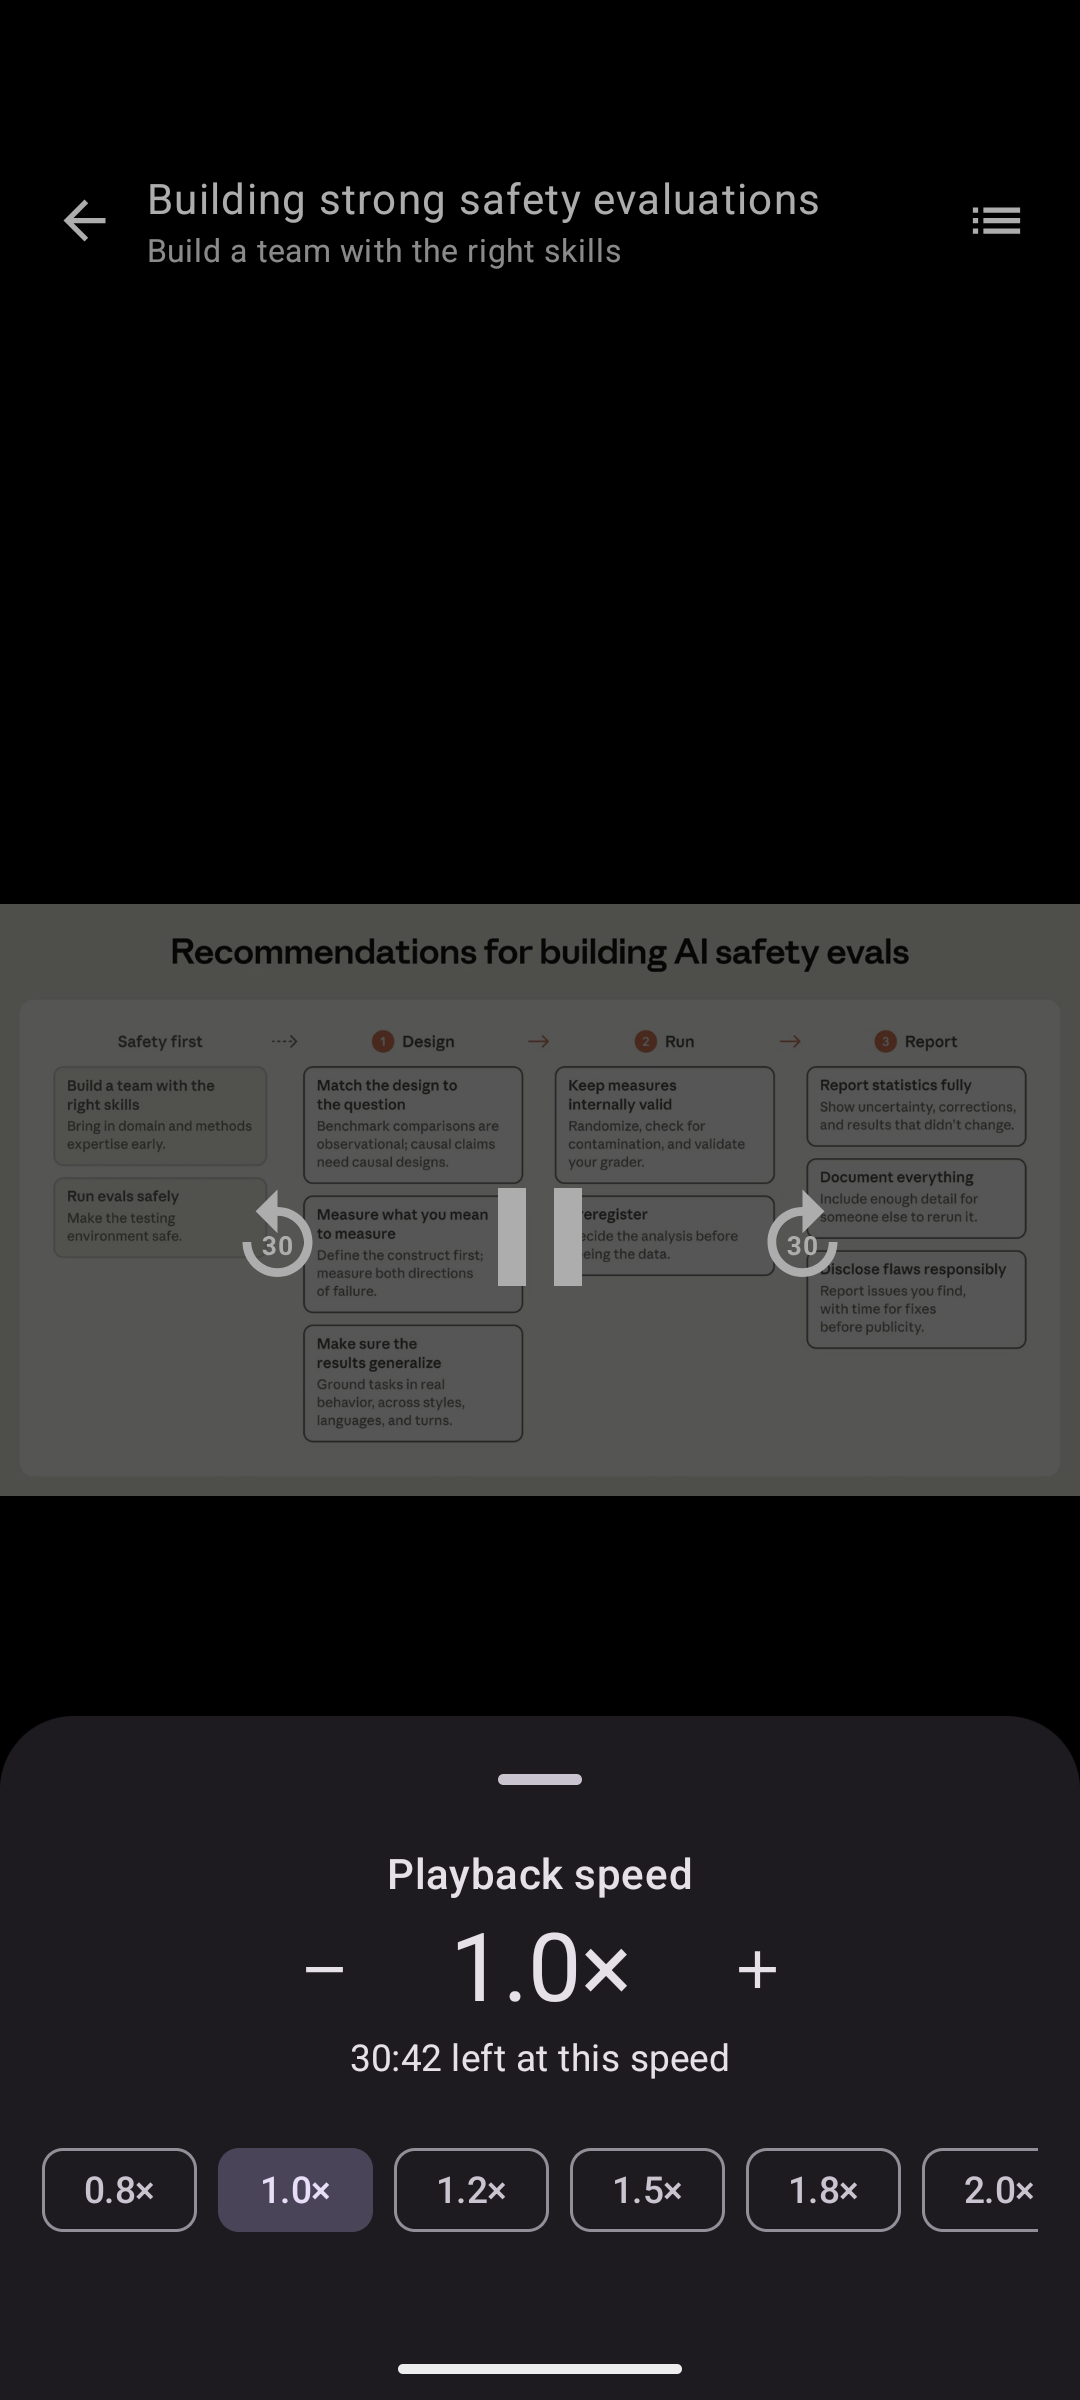 Building strong safety evaluations
Build a team with the right skills
Recommendations for building AI safety evals
Safety first
1 Design
2 Run
3 Report
Build a team with the
right skills
Bring in domain and methods
expertise early.
Run evals safely
Make the testing
environment safe.
Match the design to
the question
Benchmark comparisons are
observational; causal claims
need causal designs.
Measure what you mean
to measure
Define the construct first;
measure both directions
of failure.
Make sure the
results generalize
Ground tasks in real
behavior, across styles,
languages, and turns.
Keep measures
internally valid
Randomize, check for
contamination, and validate
your grader.
the analysis before
the data.
Report statistics fully
Show uncertainty, corrections,
and results that didn't change.
Document everything
Include enough detail for
someone else to rerun it.
Disclose flaws responsibly
Report issues you find,
with time for fixes
before publicity.
30
30
Playback speed
− 1.0× +
30:42 left at this speed
0.8× 1.0× 1.2× 1.5× 1.8× 2.0×